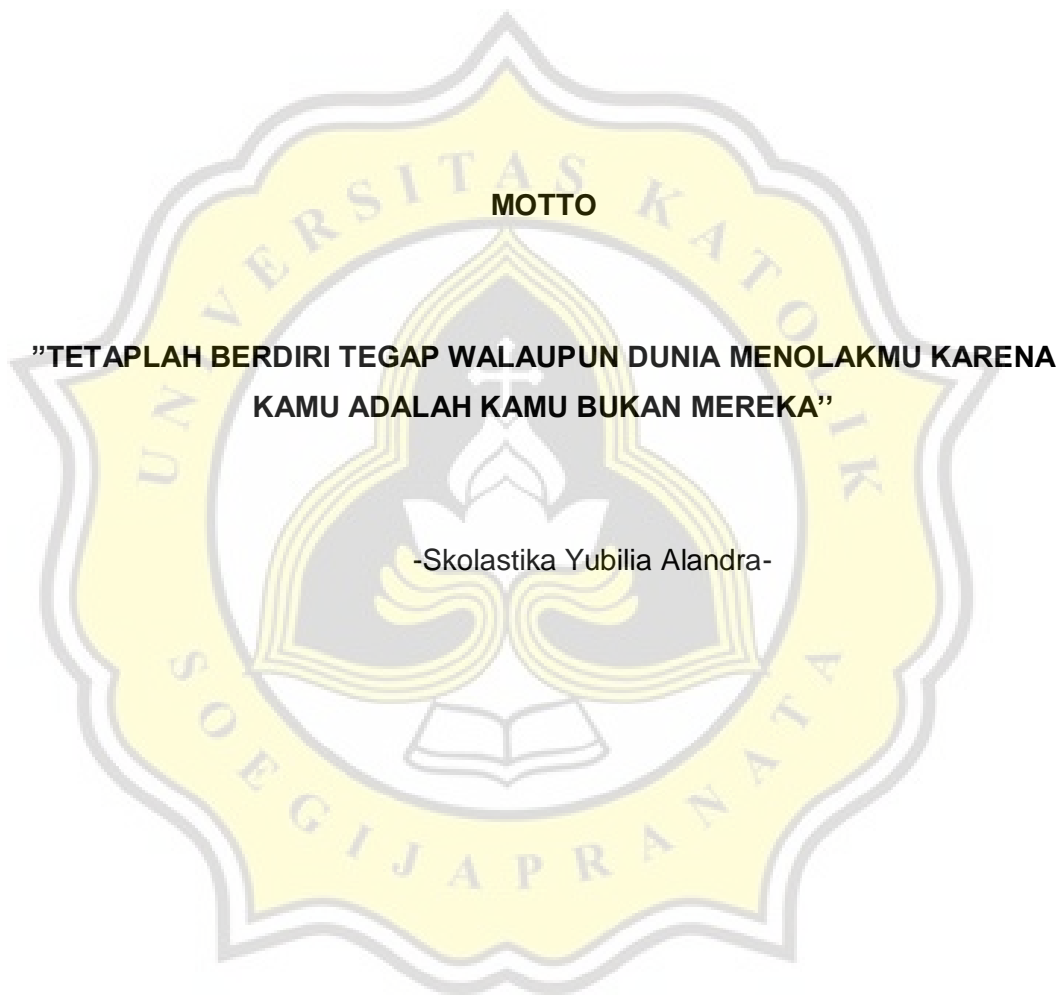 MOTTO
”TETAPLAH BERDIRI TEGAP WALAUPUN DUNIA MENOLAKMU KARENA
KAMU ADALAH KAMU BUKAN MEREKA’’
-Skolastika Yubilia Alandra-
UNIVERSITAS KATOLIK
SOEGIJAPRANATA